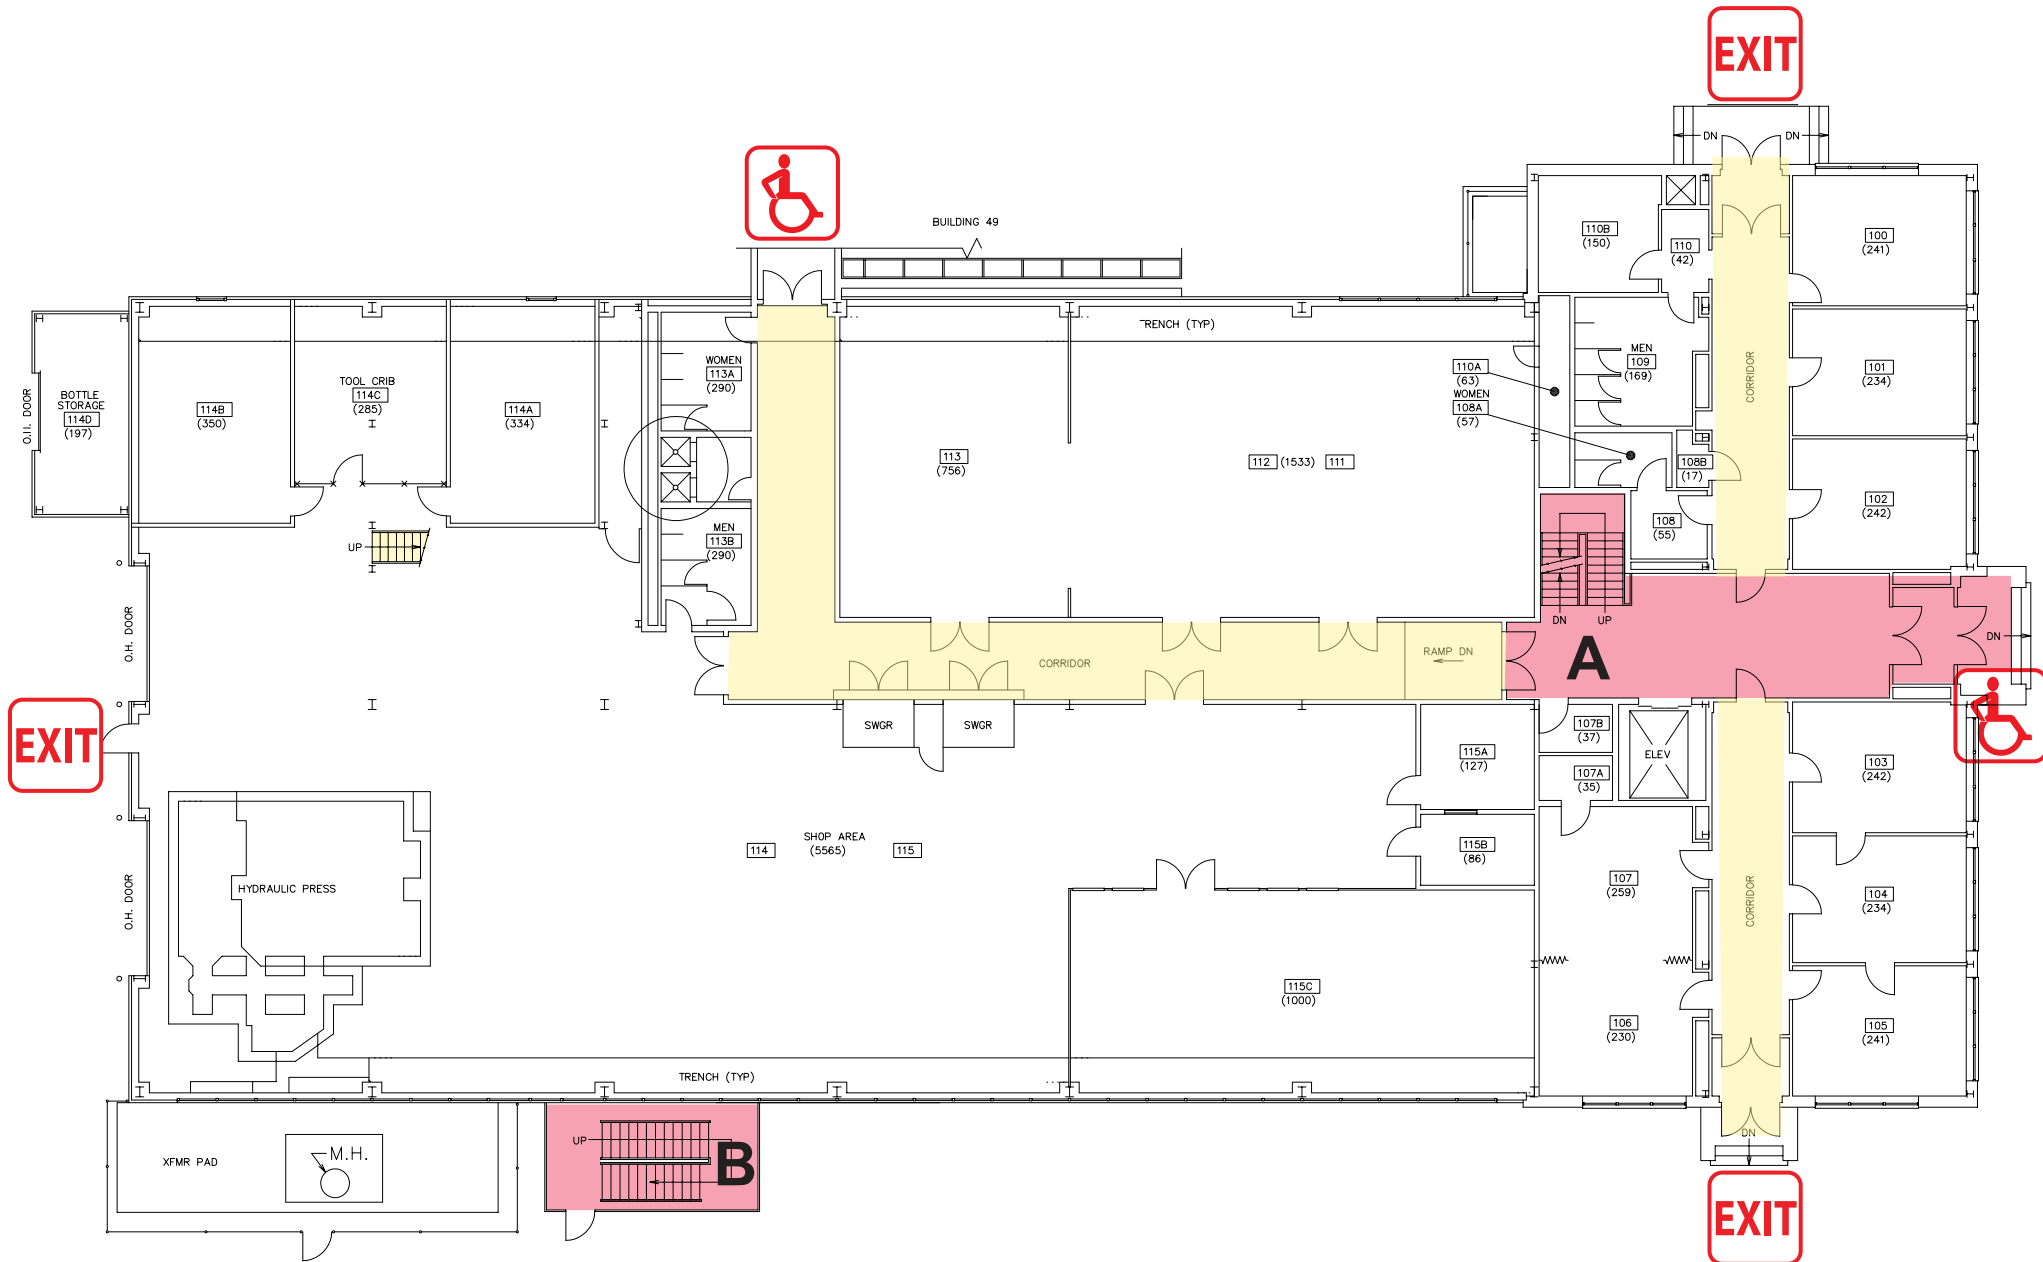 EXIT
DN
DN
BUILDING 49
110B
(150)
110
(42)
100
(241)
TRENCH (TYP)
BOTTLE
STORAGE
114D
(197)
114B
(350)
TOOL CRIB
114C
(285)
114A
(334)
WOMEN
113A
(290)
110A
(63)
WOMEN
108A
(57)
MEN
109
(169)
CORRIDOR
101
(234)
113
(756)
112 (1533) 111
108B
(17)
102
(242)
UP
MEN
113B
(290)
108
(55)
O.H. DOOR
DN
UP
CORRIDOR
RAMP DN
A
DN
EXIT
SWGR
SWGR
107B
(37)
ELEV
115A
(127)
107A
(35)
103
(242)
114
SHOP AREA
(5565)
115
115B
(86)
HYDRAULIC PRESS
O.H. DOOR
107
(259)
CORRIDOR
104
(234)
115C
(1000)
106
(230)
105
(241)
TRENCH (TYP)
XFMR PAD
M.H.
UP
B
DN
EXIT